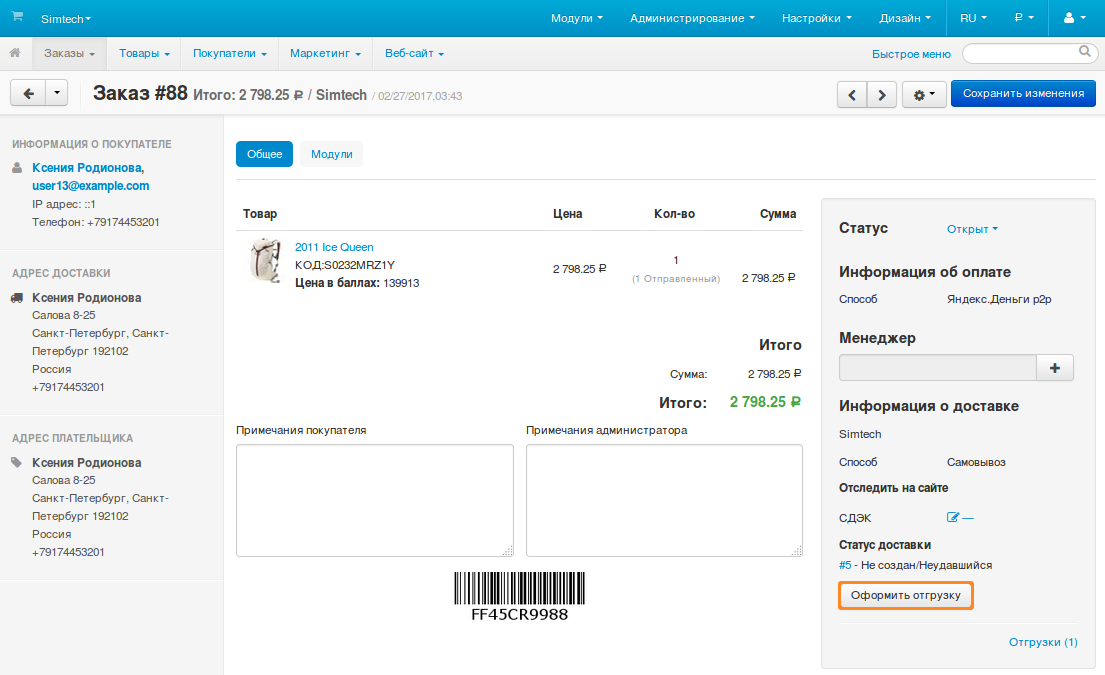 Simtech
Модули
Администрирование
Настройки
Дизайн
RU
₽
Заказы
Товары
Покупатели
Маркетинг
Веб-сайт
Быстрое меню
Заказ #88 Итого: 2 798.25 ₽ / Simtech / 02/27/2017,03:43
Сохранить изменения
ИНФОРМАЦИЯ О ПОКУПАТЕЛЕ
Ксения Родионова,
user13@example.com
IP адрес: ::1
Телефон: +79174453201
АДРЕС ДОСТАВКИ
Ксения Родионова
Салова 8-25
Санкт-Петербург, Санкт-
Петербург 192102
Россия
+79174453201
АДРЕС ПЛАТЕЛЬЩИКА
Ксения Родионова
Салова 8-25
Санкт-Петербург, Санкт-
Петербург 192102
Россия
+79174453201
Общее
Модули
Товар Цена Кол-во Сумма
2011 Ice Queen
КОД:S0232MRZ1Y
Цена в баллах: 139913
2 798.25 ₽
1
(1 Отправленный)
2 798.25 ₽
Итого
Сумма: 2 798.25 ₽
Итого: 2 798.25 ₽
Примечания покупателя
Примечания администратора
FF45CR9988
Статус Открыт
Информация об оплате
Способ Яндекс.Деньги p2p
Менеджер
Информация о доставке
Simtech
Способ Самовывоз
Отследить на сайте
СДЭК —
Статус доставки
#5 - Не создан/Неудавшийся
Оформить отгрузку
Отгрузки (1)